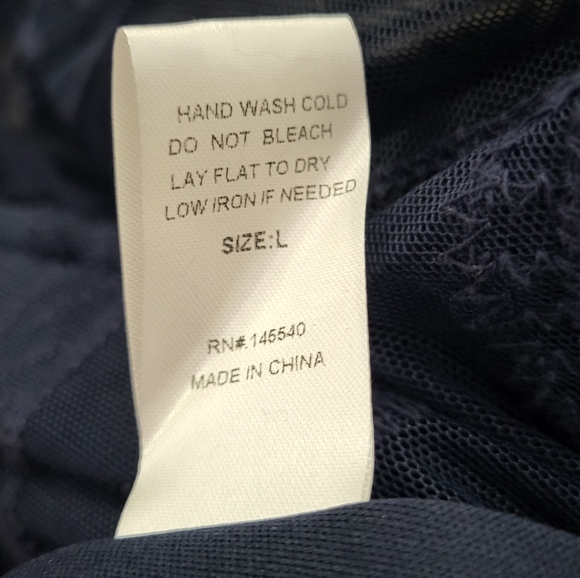 HAND WASH COLD
DO NOT BLEACH
LAY FLAT TO DRY
LOW IRON IF NEEDED
SIZE:L
RN#.145540
MADE IN CHINA